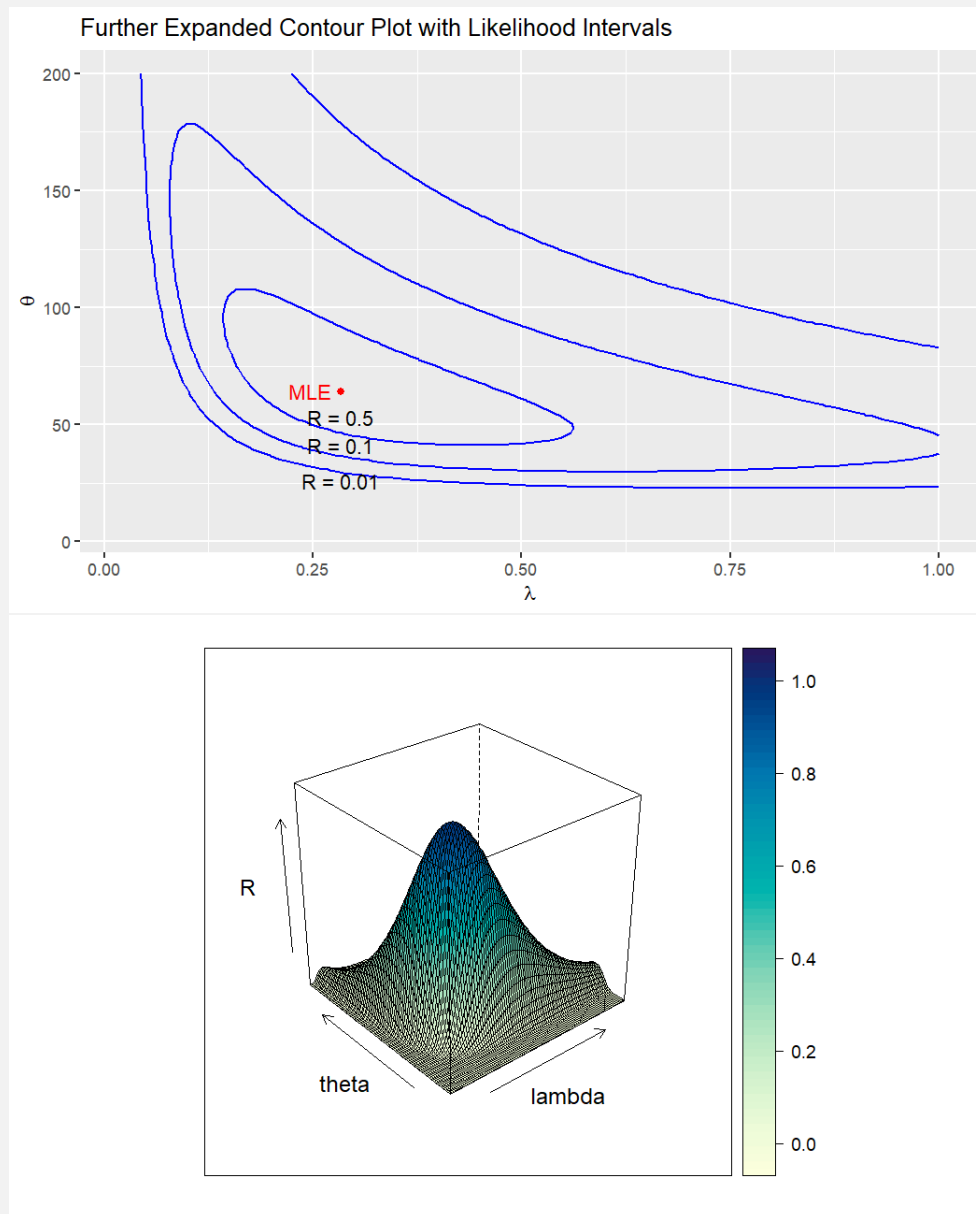 Further Expanded Contour Plot with Likelihood Intervals
200
150
100
50
0
θ
MLE
R = 0.5
R = 0.1
R = 0.01
0.00 0.25 0.50 0.75 1.00
λ
R
theta
lambda
1.0
0.8
0.6
0.4
0.2
0.0